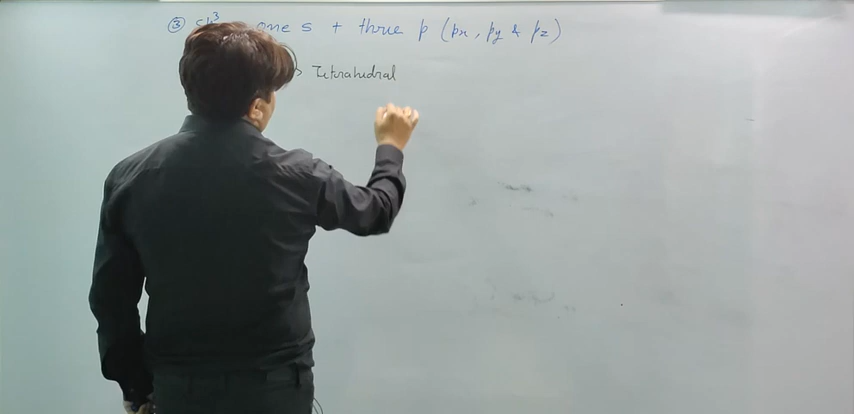 ③ sp³ one s + three p (px, py & pz)
> Tetrahedral